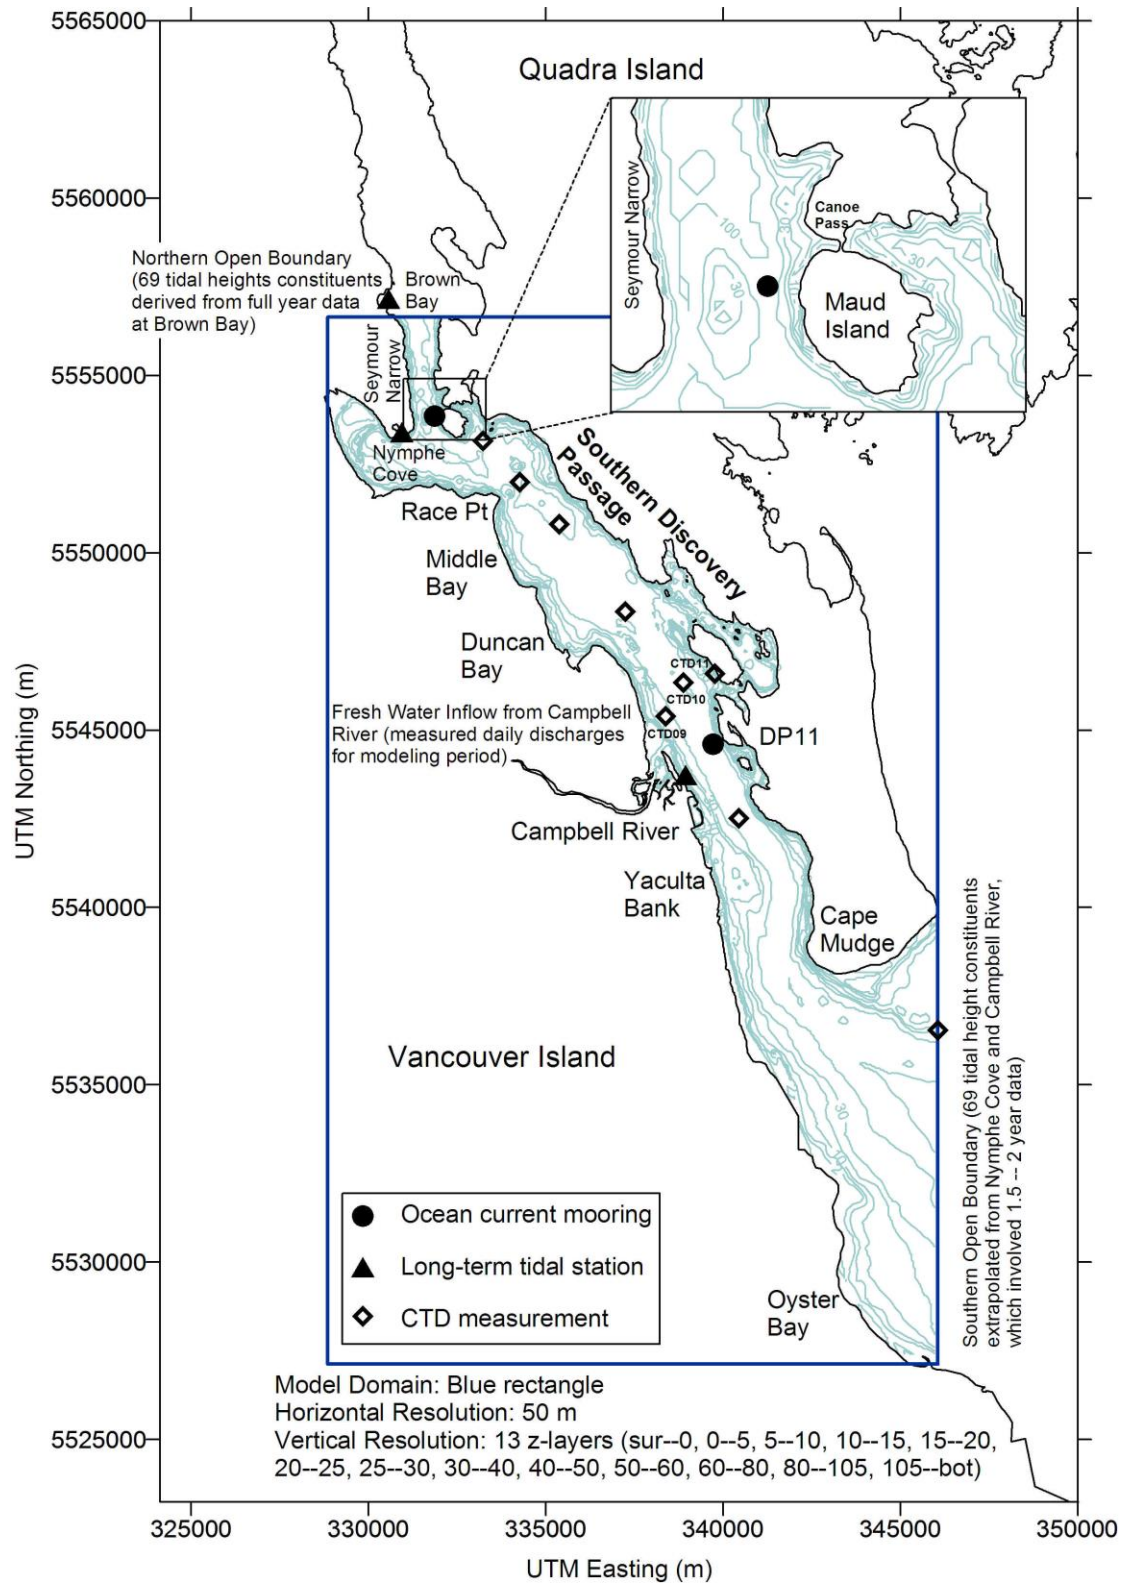 5565000
5560000
5555000
5550000
5545000
5540000
5535000
5530000
5525000
UTM Northing (m)
Quadra Island
Seymour Narrow
Canoe
Pass
100
30
30
30
Maud
Island
Northern Open Boundary
(69 tidal heights constituents
derived from full year data
at Brown Bay)
Brown
Bay
Seymour
Narrow
Nymphe
Cove
Race Pt
Southern Discovery
Passage
Middle
Bay
Duncan
Bay
CTD11
CTD10
CTD09
Fresh Water Inflow from Campbell
River (measured daily discharges
for modeling period)
DP11
Campbell River
Yaculta
Bank
Cape
Mudge
Vancouver Island
30
Oyster
Bay
Southern Open Boundary (69 tidal height constituents
extrapolated from Nymphe Cove and Campbell River,
which involved 1.5 -- 2 year data)
Ocean current mooring
Long-term tidal station
CTD measurement
Model Domain: Blue rectangle
Horizontal Resolution: 50 m
Vertical Resolution: 13 z-layers (sur--0, 0--5, 5--10, 10--15, 15--20,
20--25, 25--30, 30--40, 40--50, 50--60, 60--80, 80--105, 105--bot)
325000
330000
335000
340000
345000
350000
UTM Easting (m)